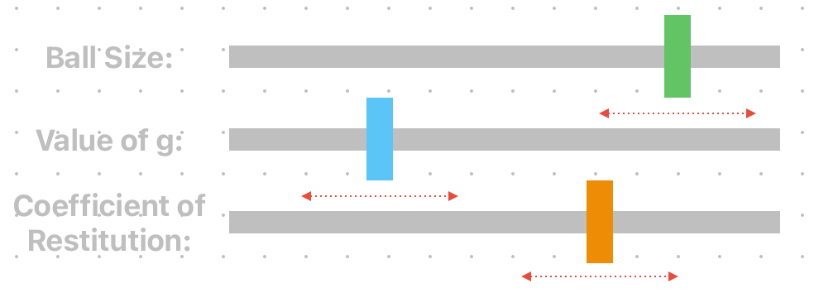 Ball Size:
Value of g:
Coefficient of
Restitution: